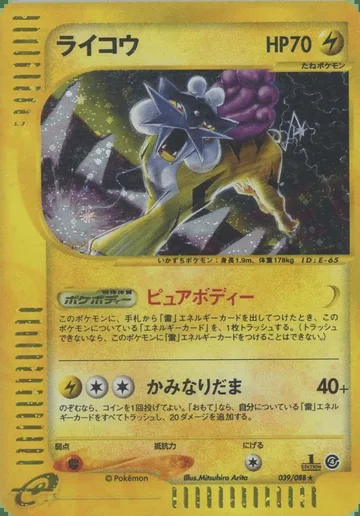 ライコウ
HP70
たねポケモン
いかずちポケモン：身長1.9m、体重178kg ID：E-65
特殊体質
ポケボディー
ピュアボディー
このポケモンに、手札から「雷」エネルギーカードを出してつけたとき、このポケモンについている「エネルギーカード」を、1枚トラッシュする。（トラッシュできないなら、このポケモンに「雷」エネルギーカードをつけることはできない。）
かみなりだま 40+
のぞむなら、コインを1回投げてよい。「おもて」なら、自分についている「雷」エネルギーカードをすべてトラッシュし、20ダメージを追加する。
弱点 抵抗力 にげる
©Pokémon Illus.Mitsuhiro Arita 039/088★
1
EDITION
e